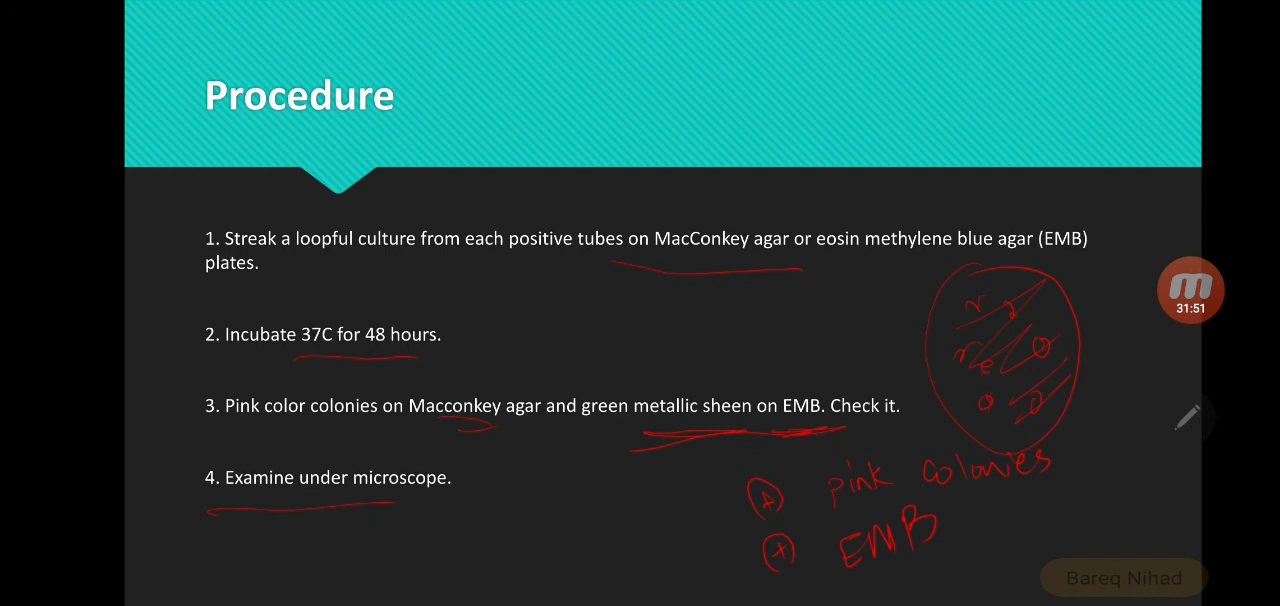 Procedure
1. Streak a loopful culture from each positive tubes on MacConkey agar or eosin methylene blue agar (EMB)
plates.
31:51
2. Incubate 37C for 48 hours.
3. Pink color colonies on Macconkey agar and green metallic sheen on EMB. Check it.
4. Examine under microscope.
pink colonies
EMB
Bareq Nihad